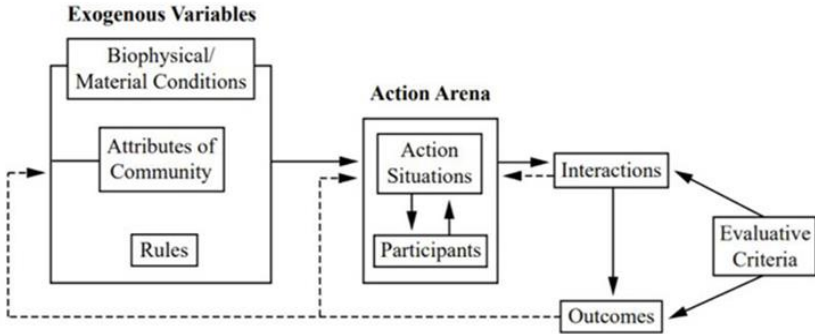 Exogenous Variables
Biophysical/
Material Conditions
Attributes of
Community
Rules
Action Arena
Action
Situations
Participants
Interactions
Outcomes
Evaluative
Criteria